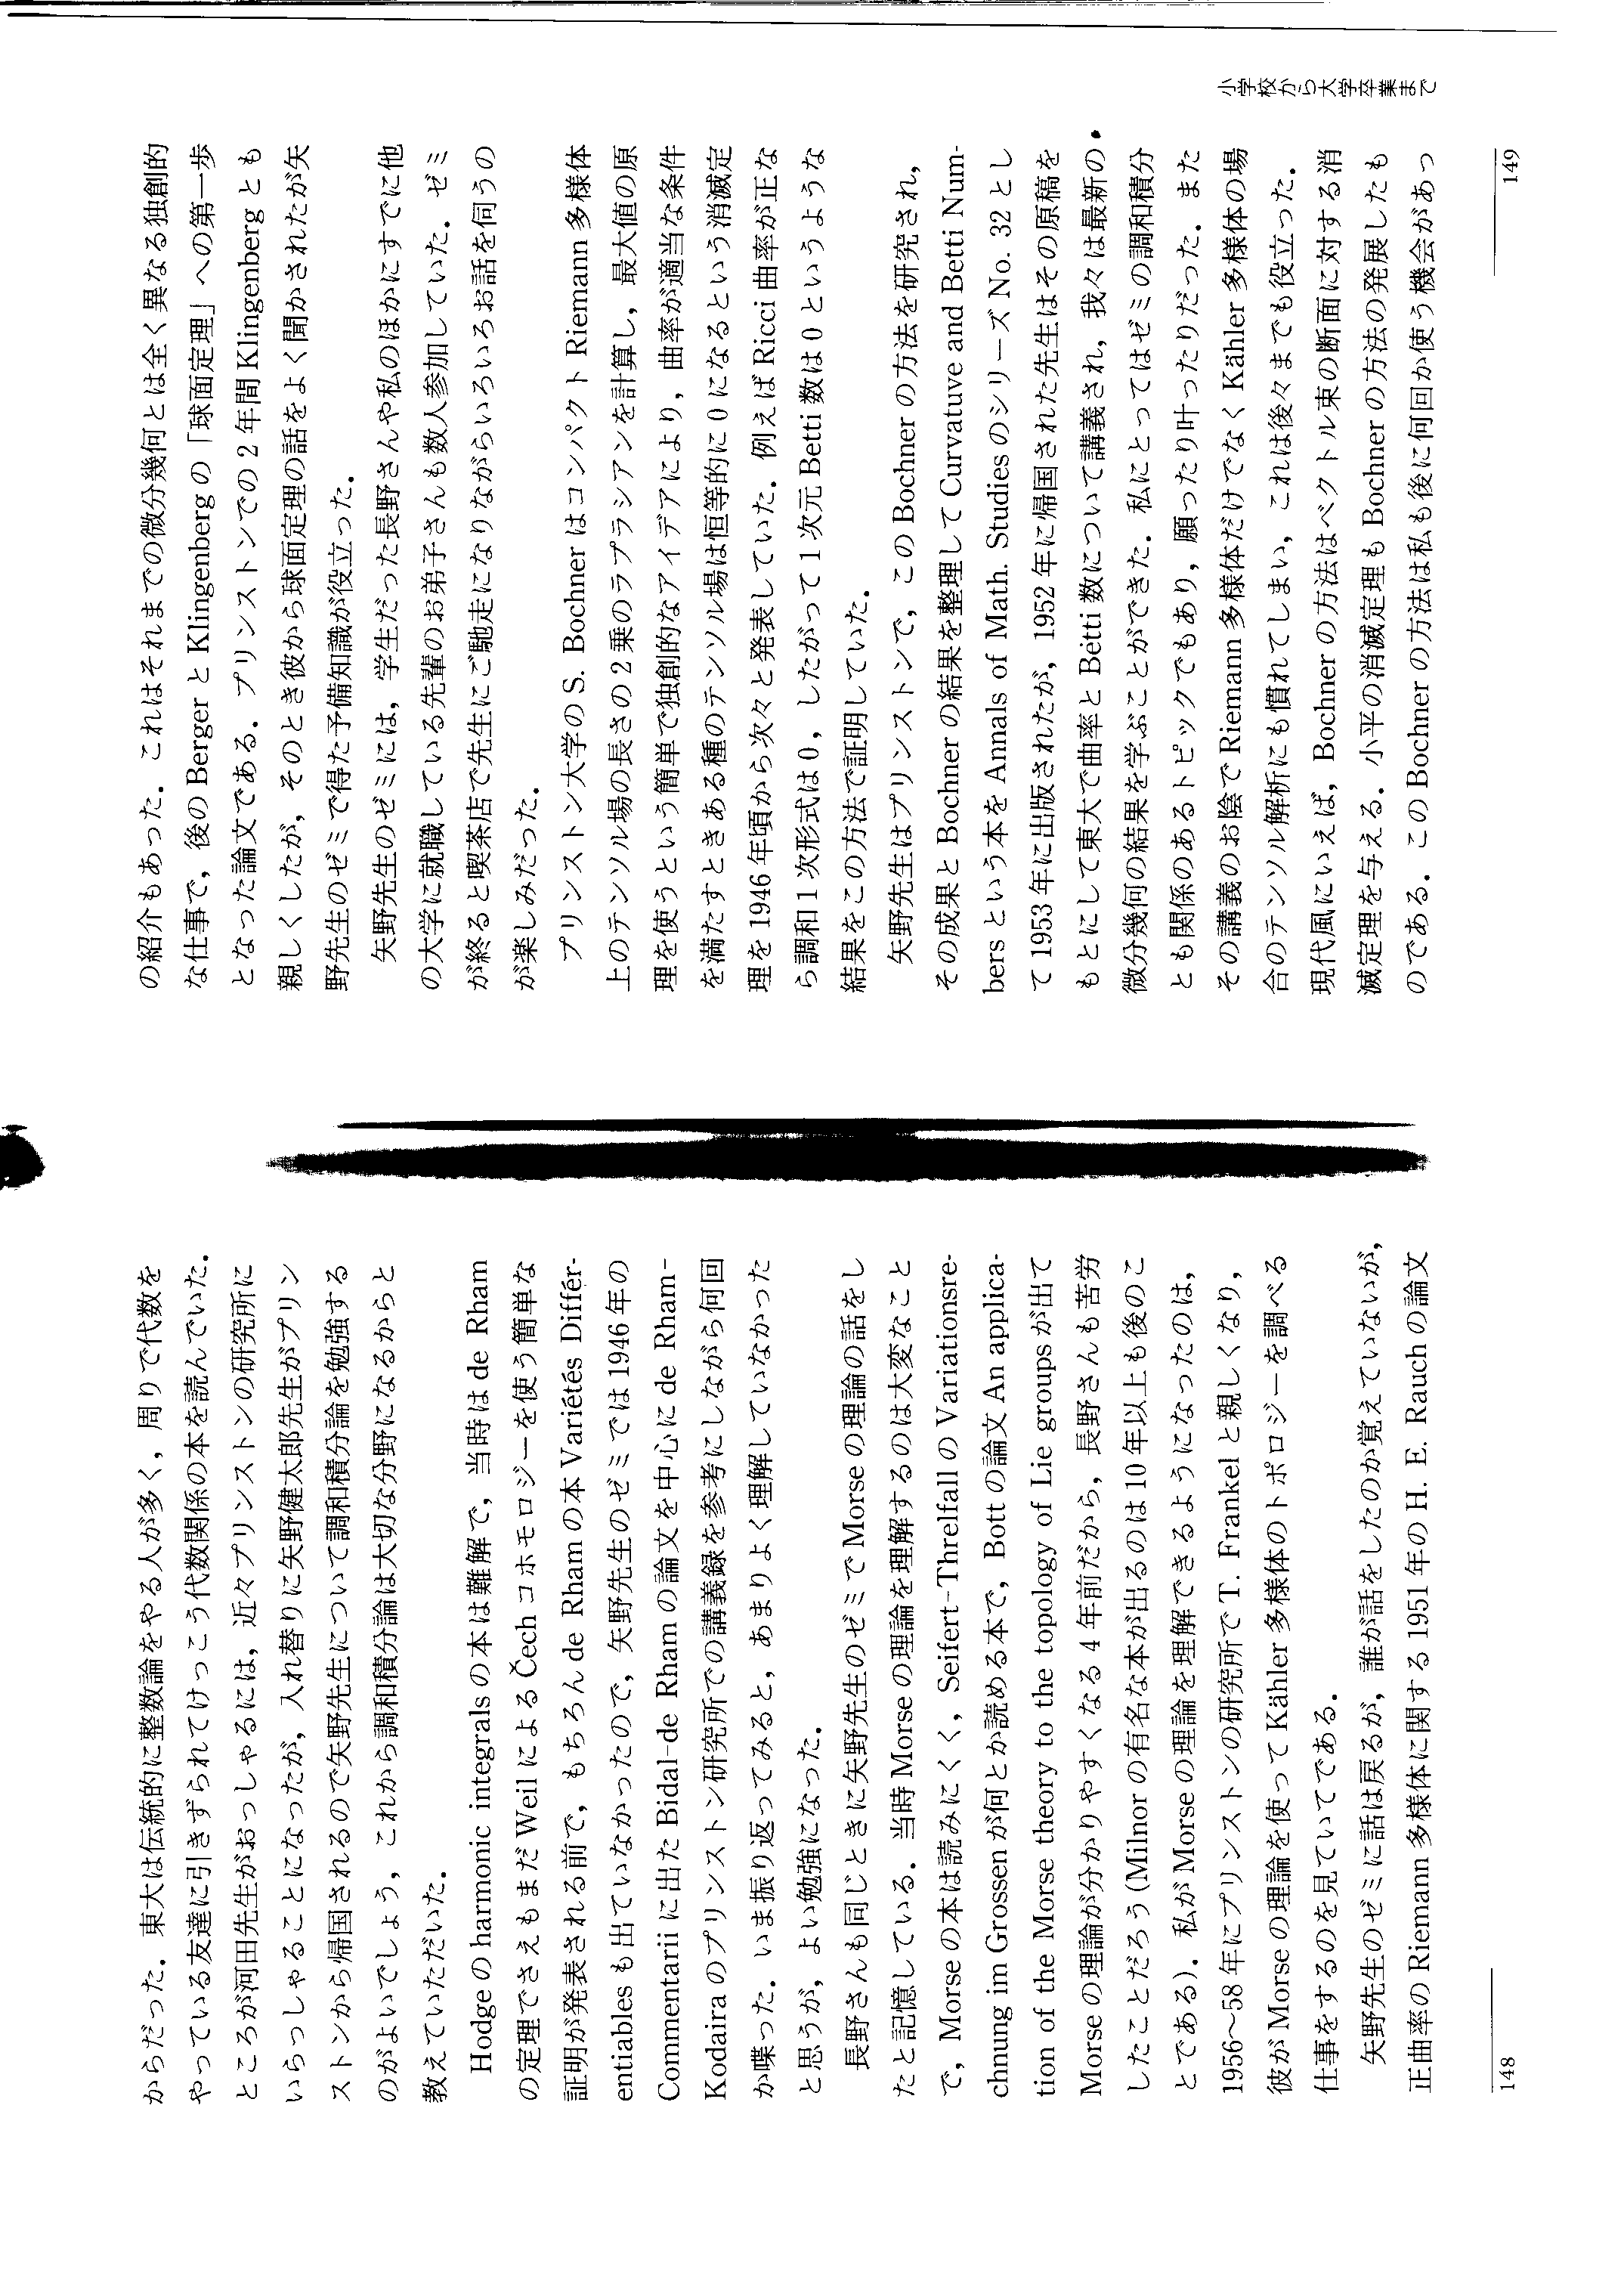 からだった．東大は伝統的に整数論をやる人が多く，周りで代数を
やっている友達に引きずられてけっこう代数関係の本を読んでいた．
ところが河田先生がおっしゃるには，近々プリンストンの研究所に
いらっしゃることになったが，入れ替りに矢野健太郎先生がプリン
ストンから帰国されるので矢野先生について調和積分論を勉強する
のがよいでしょう，これから調和積分論は大切な分野になるからと
教えていただいた．
Hodge の harmonic integrals の本は難解で，当時は de Rham
の定理でさえもまだ Weil による Čech コホモロジーを使う簡単な
証明が発表される前で，もちろん de Rham の本 Variétés Différ-
entiables も出ていなかったので，矢野先生のゼミでは 1946 年の
Commentarii に出た Bidal-de Rham の論文を中心に de Rham-
Kodaira のプリンストン研究所での講義録を参考にしながら何回
か喋った．いま振り返ってみると，あまりよく理解していなかった
と思うが，よい勉強になった．
長野さんも同じときに矢野先生のゼミで Morse の理論の話をし
たと記憶している．当時 Morse の理論を理解するのは大変なこと
で，Morse の本は読みにくく，Seifert-Threlfall の Variationsre-
chnung im Grossen が何とか読める本で，Bott の論文 An applica-
tion of the Morse theory to the topology of Lie groups が出て
Morse の理論が分かりやすくなる 4 年前だから，長野さんも苦労
したことだろう (Milnor の有名な本が出るのは 10 年以上も後のこ
とである)．私が Morse の理論を理解できるようになったのは，
1956～58 年にプリンストンの研究所で T. Frankel と親しくなり，
彼が Morse の理論を使って Kähler 多様体のトポロジーを調べる
仕事をするのを見ていてである．
矢野先生のゼミに話は戻るが，誰が話をしたのか覚えていないが，
正曲率の Riemann 多様体に関する 1951 年の H. E. Rauch の論文
148
の紹介もあった．これはそれまでの微分幾何とは全く異なる独創的
な仕事で，後の Berger と Klingenberg の「球面定理」への第一歩
となった論文である．プリンストンでの 2 年間 Klingenberg とも
親しくしたが，そのとき彼から球面定理の話をよく聞かされたが矢
野先生のゼミで得た予備知識が役立った．
矢野先生のゼミには，学生だった長野さんや私のほかにすでに他
の大学に就職している先輩のお弟子さんも数人参加していた．ゼミ
が終ると喫茶店で先生にご馳走になりながらいろいろお話を伺うの
が楽しみだった．
プリンストン大学の S. Bochner はコンパクト Riemann 多様体
上のテンソル場の長さの 2 乗のラプラシアンを計算し，最大値の原
理を使うという簡単で独創的なアイデアにより，曲率が適当な条件
を満たすときある種のテンソル場は恒等的に 0 になるという消滅定
理を 1946 年頃から次々と発表していた．例えば Ricci 曲率が正な
ら調和 1 次形式は 0，したがって 1 次元 Betti 数は 0 というような
結果をこの方法で証明していた．
矢野先生はプリンストンで，この Bochner の方法を研究され，
その成果と Bochner の結果を整理して Curvatuve and Betti Num-
bers という本を Annals of Math. Studies のシリーズ No. 32 とし
て 1953 年に出版されたが，1952 年に帰国された先生はその原稿を
もとにして東大で曲率と Betti 数について講義され，我々は最新の
微分幾何の結果を学ぶことができた．私にとってはゼミの調和積分
とも関係のあるトピックでもあり，願ったり叶ったりだった．また
その講義のお陰で Riemann 多様体だけでなく Kähler 多様体の場
合のテンソル解析にも慣れてしまい，これは後々までも役立った．
現代風にいえば，Bochner の方法はベクトル束の断面に対する消
滅定理を与える．小平の消滅定理も Bochner の方法の発展したも
のである．この Bochner の方法は私も後に何回か使う機会があっ
小学校から大学卒業まで
149